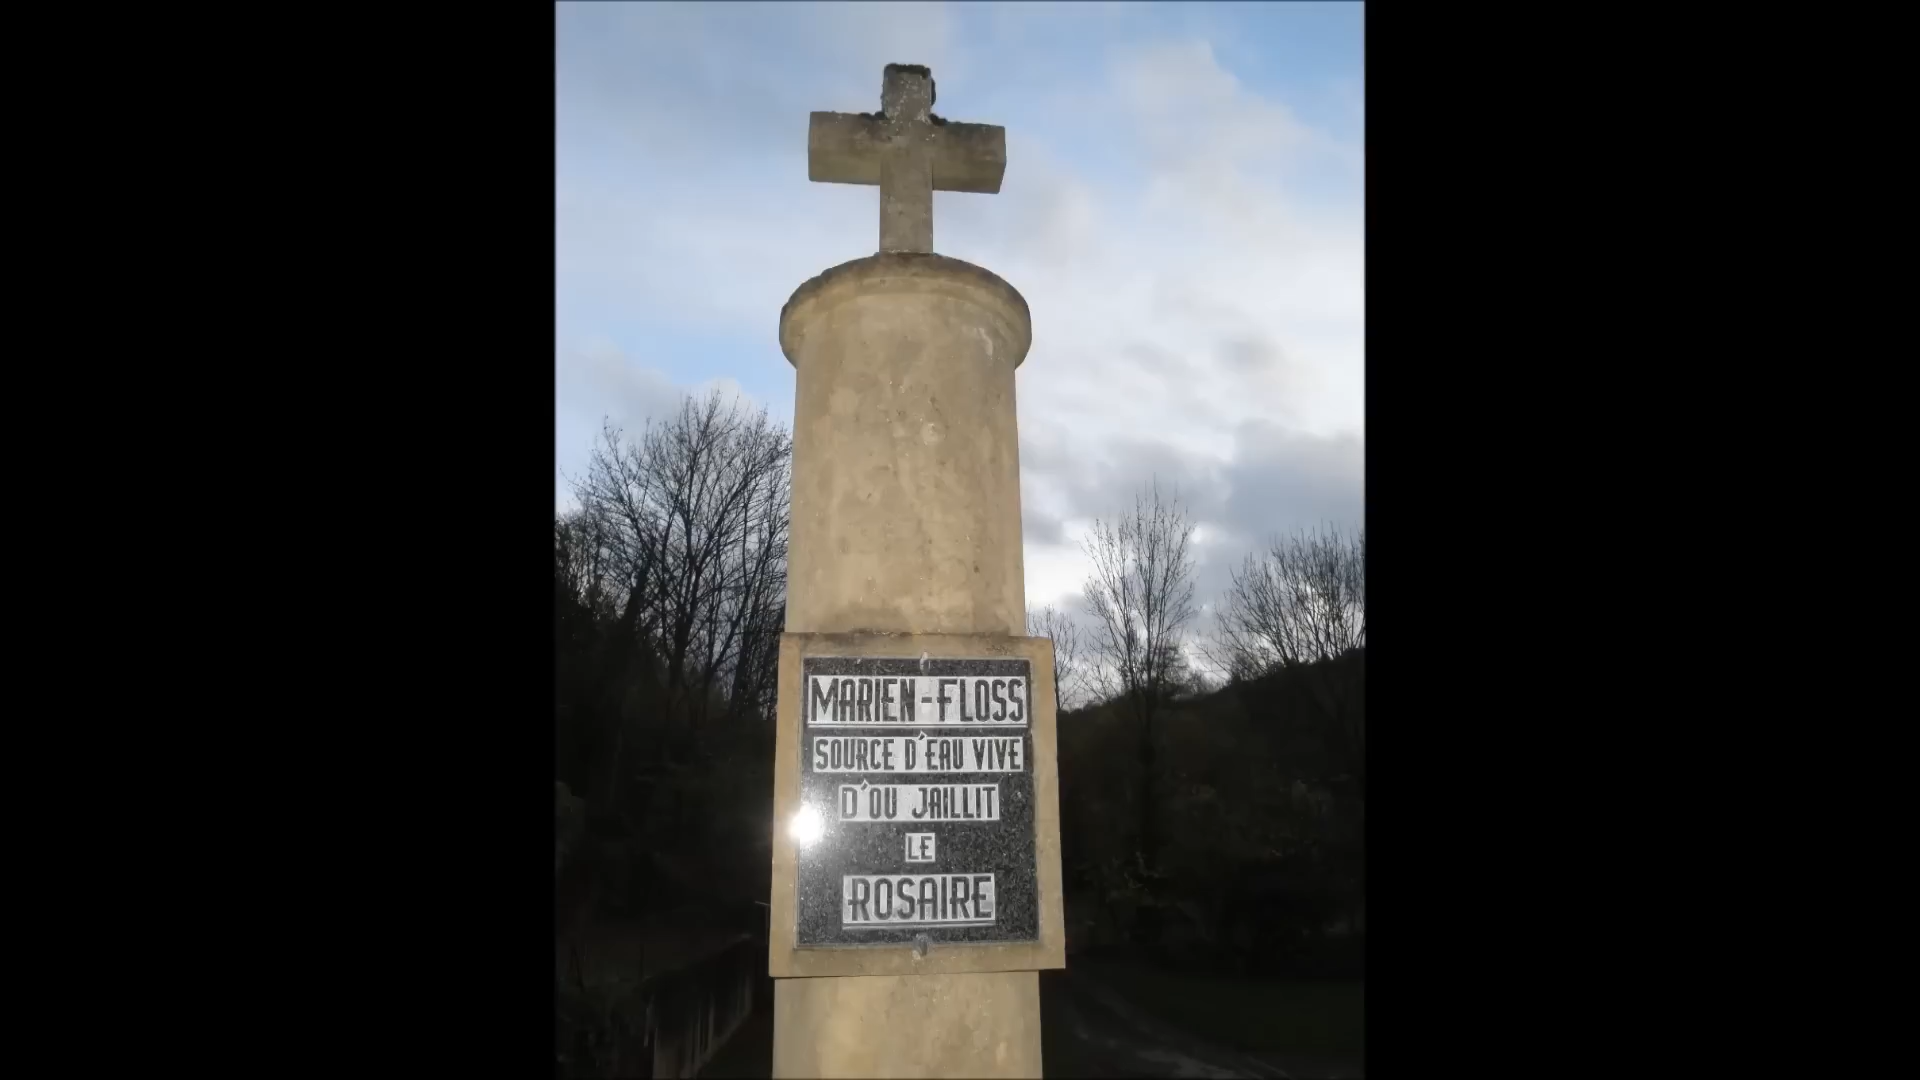 MARIEN-FLOSS
SOURCE D'EAU VIVE
D'OU JAILLIT
LE
ROSAIRE